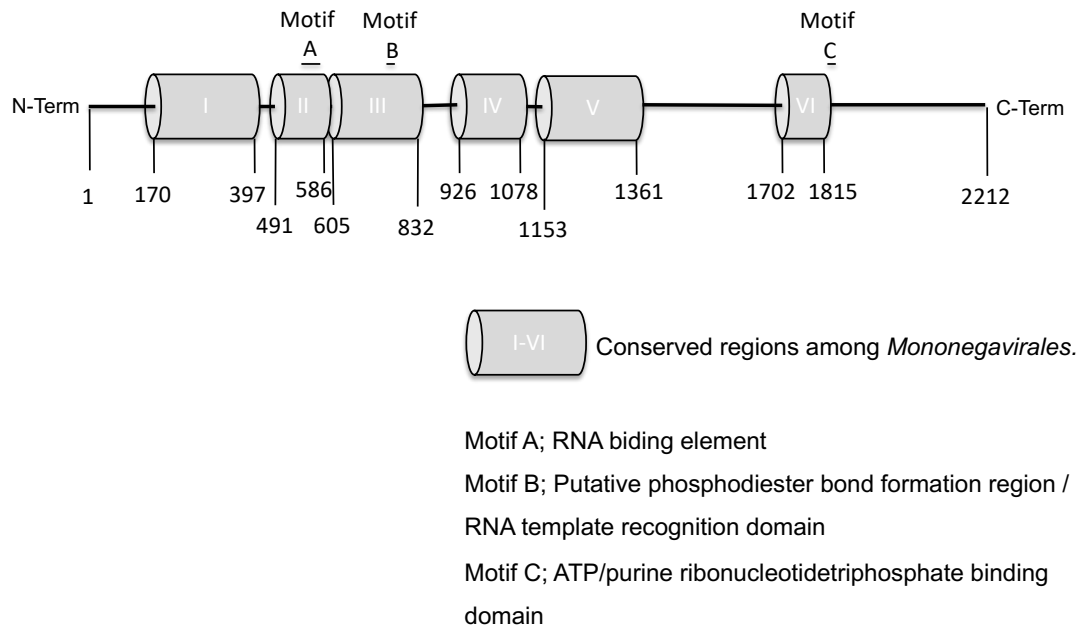 Motif Motif Motif
A B C
N-Term I II III IV V VI C-Term
1 170 397 586 926 1078 1361 1702 1815 2212
491 605 832 1153
I-VI Conserved regions among Mononegavirales.
Motif A; RNA biding element
Motif B; Putative phosphodiester bond formation region /
RNA template recognition domain
Motif C; ATP/purine ribonucleotidetriphosphate binding
domain